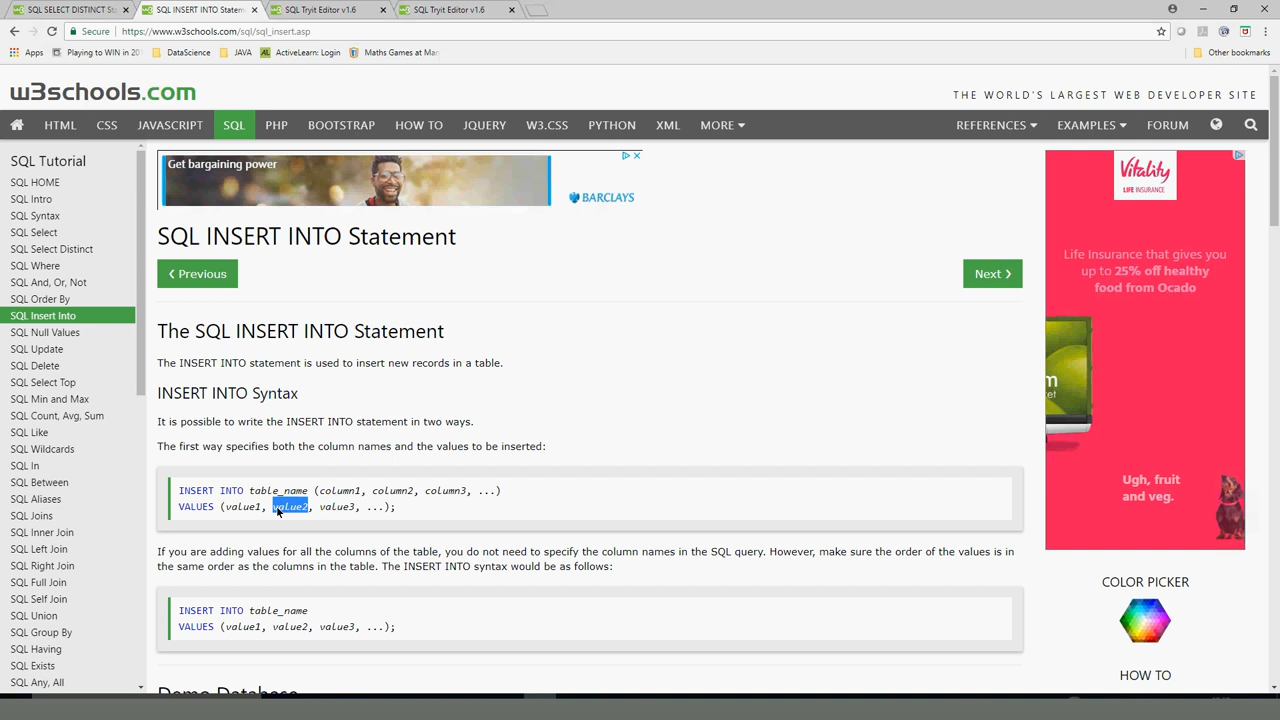 SQL SELECT DISTINCT St
SQL INSERT INTO Statem
SQL Tryit Editor v1.6
SQL Tryit Editor v1.6
Secure
https://www.w3schools.com/sql/sql_insert.asp
Apps
Playing to WIN in 20
DataScience
JAVA
AL
ActiveLearn: Login
Maths Games at Man
Other bookmarks
w3schools.com
THE WORLD'S LARGEST WEB DEVELOPER SITE
HTML
CSS
JAVASCRIPT
SQL
PHP
BOOTSTRAP
HOW TO
JQUERY
W3.CSS
PYTHON
XML
MORE
REFERENCES
EXAMPLES
FORUM
SQL Tutorial
SQL HOME
SQL Intro
SQL Syntax
SQL Select
SQL Select Distinct
SQL Where
SQL And, Or, Not
SQL Order By
SQL Insert Into
SQL Null Values
SQL Update
SQL Delete
SQL Select Top
SQL Min and Max
SQL Count, Avg, Sum
SQL Like
SQL Wildcards
SQL In
SQL Between
SQL Aliases
SQL Joins
SQL Inner Join
SQL Left Join
SQL Right Join
SQL Full Join
SQL Self Join
SQL Union
SQL Group By
SQL Having
SQL Exists
SQL Any, All
Get bargaining power
BARCLAYS
SQL INSERT INTO Statement
❮ Previous
Next ❯
The SQL INSERT INTO Statement
The INSERT INTO statement is used to insert new records in a table.
INSERT INTO Syntax
It is possible to write the INSERT INTO statement in two ways.
The first way specifies both the column names and the values to be inserted:
INSERT INTO table_name (column1, column2, column3, ...)
VALUES (value1, value2, value3, ...);
If you are adding values for all the columns of the table, you do not need to specify the column names in the SQL query. However, make sure the order of the values is in
the same order as the columns in the table. The INSERT INTO syntax would be as follows:
INSERT INTO table_name
VALUES (value1, value2, value3, ...);
Demo Database
Vitality
LIFE INSURANCE
Life Insurance that gives you
up to 25% off healthy
food from Ocado
Ugh, fruit
and veg.
COLOR PICKER
HOW TO